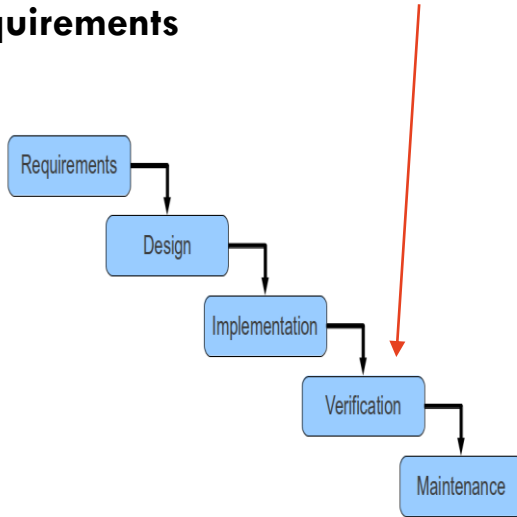 quirements
Requirements
Design
Implementation
Verification
Maintenance